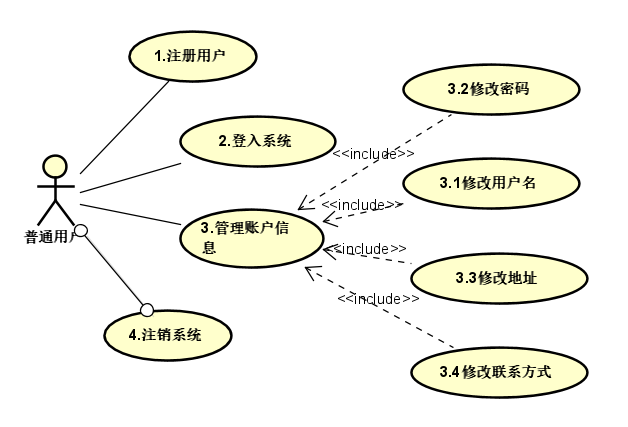 1.注册用户
3.2修改密码
2.登入系统
<<include>>
3.1修改用户名
<<include>>
普通用户
3.管理账户信
息
<<include>>
3.3修改地址
<<include>>
4.注销系统
3.4修改联系方式